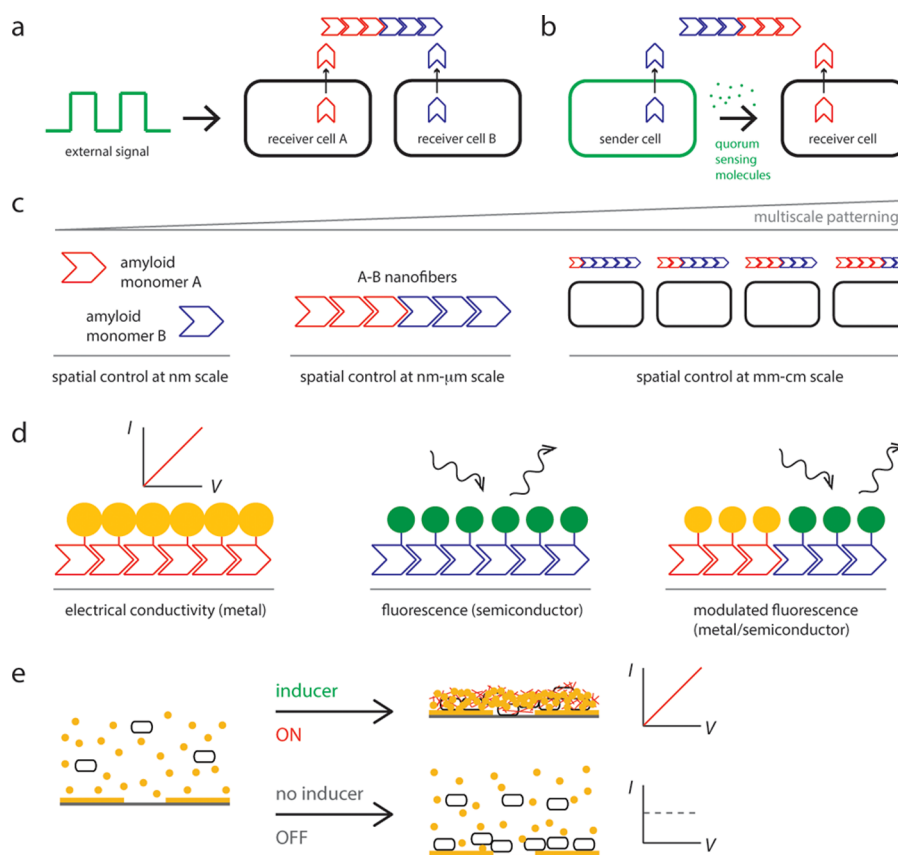 a
b
receiver cell A
receiver cell B
external signal
sender cell
receiver cell
quorum
sensing
molecules
c
multiscale patterning
amyloid
monomer A
amyloid
monomer B
A-B nanofibers
spatial control at nm scale
spatial control at nm-μm scale
spatial control at mm-cm scale
d
I
V
electrical conductivity (metal)
fluorescence (semiconductor)
modulated fluorescence
(metal/semiconductor)
e
inducer
ON
I
V
no inducer
OFF
I
V